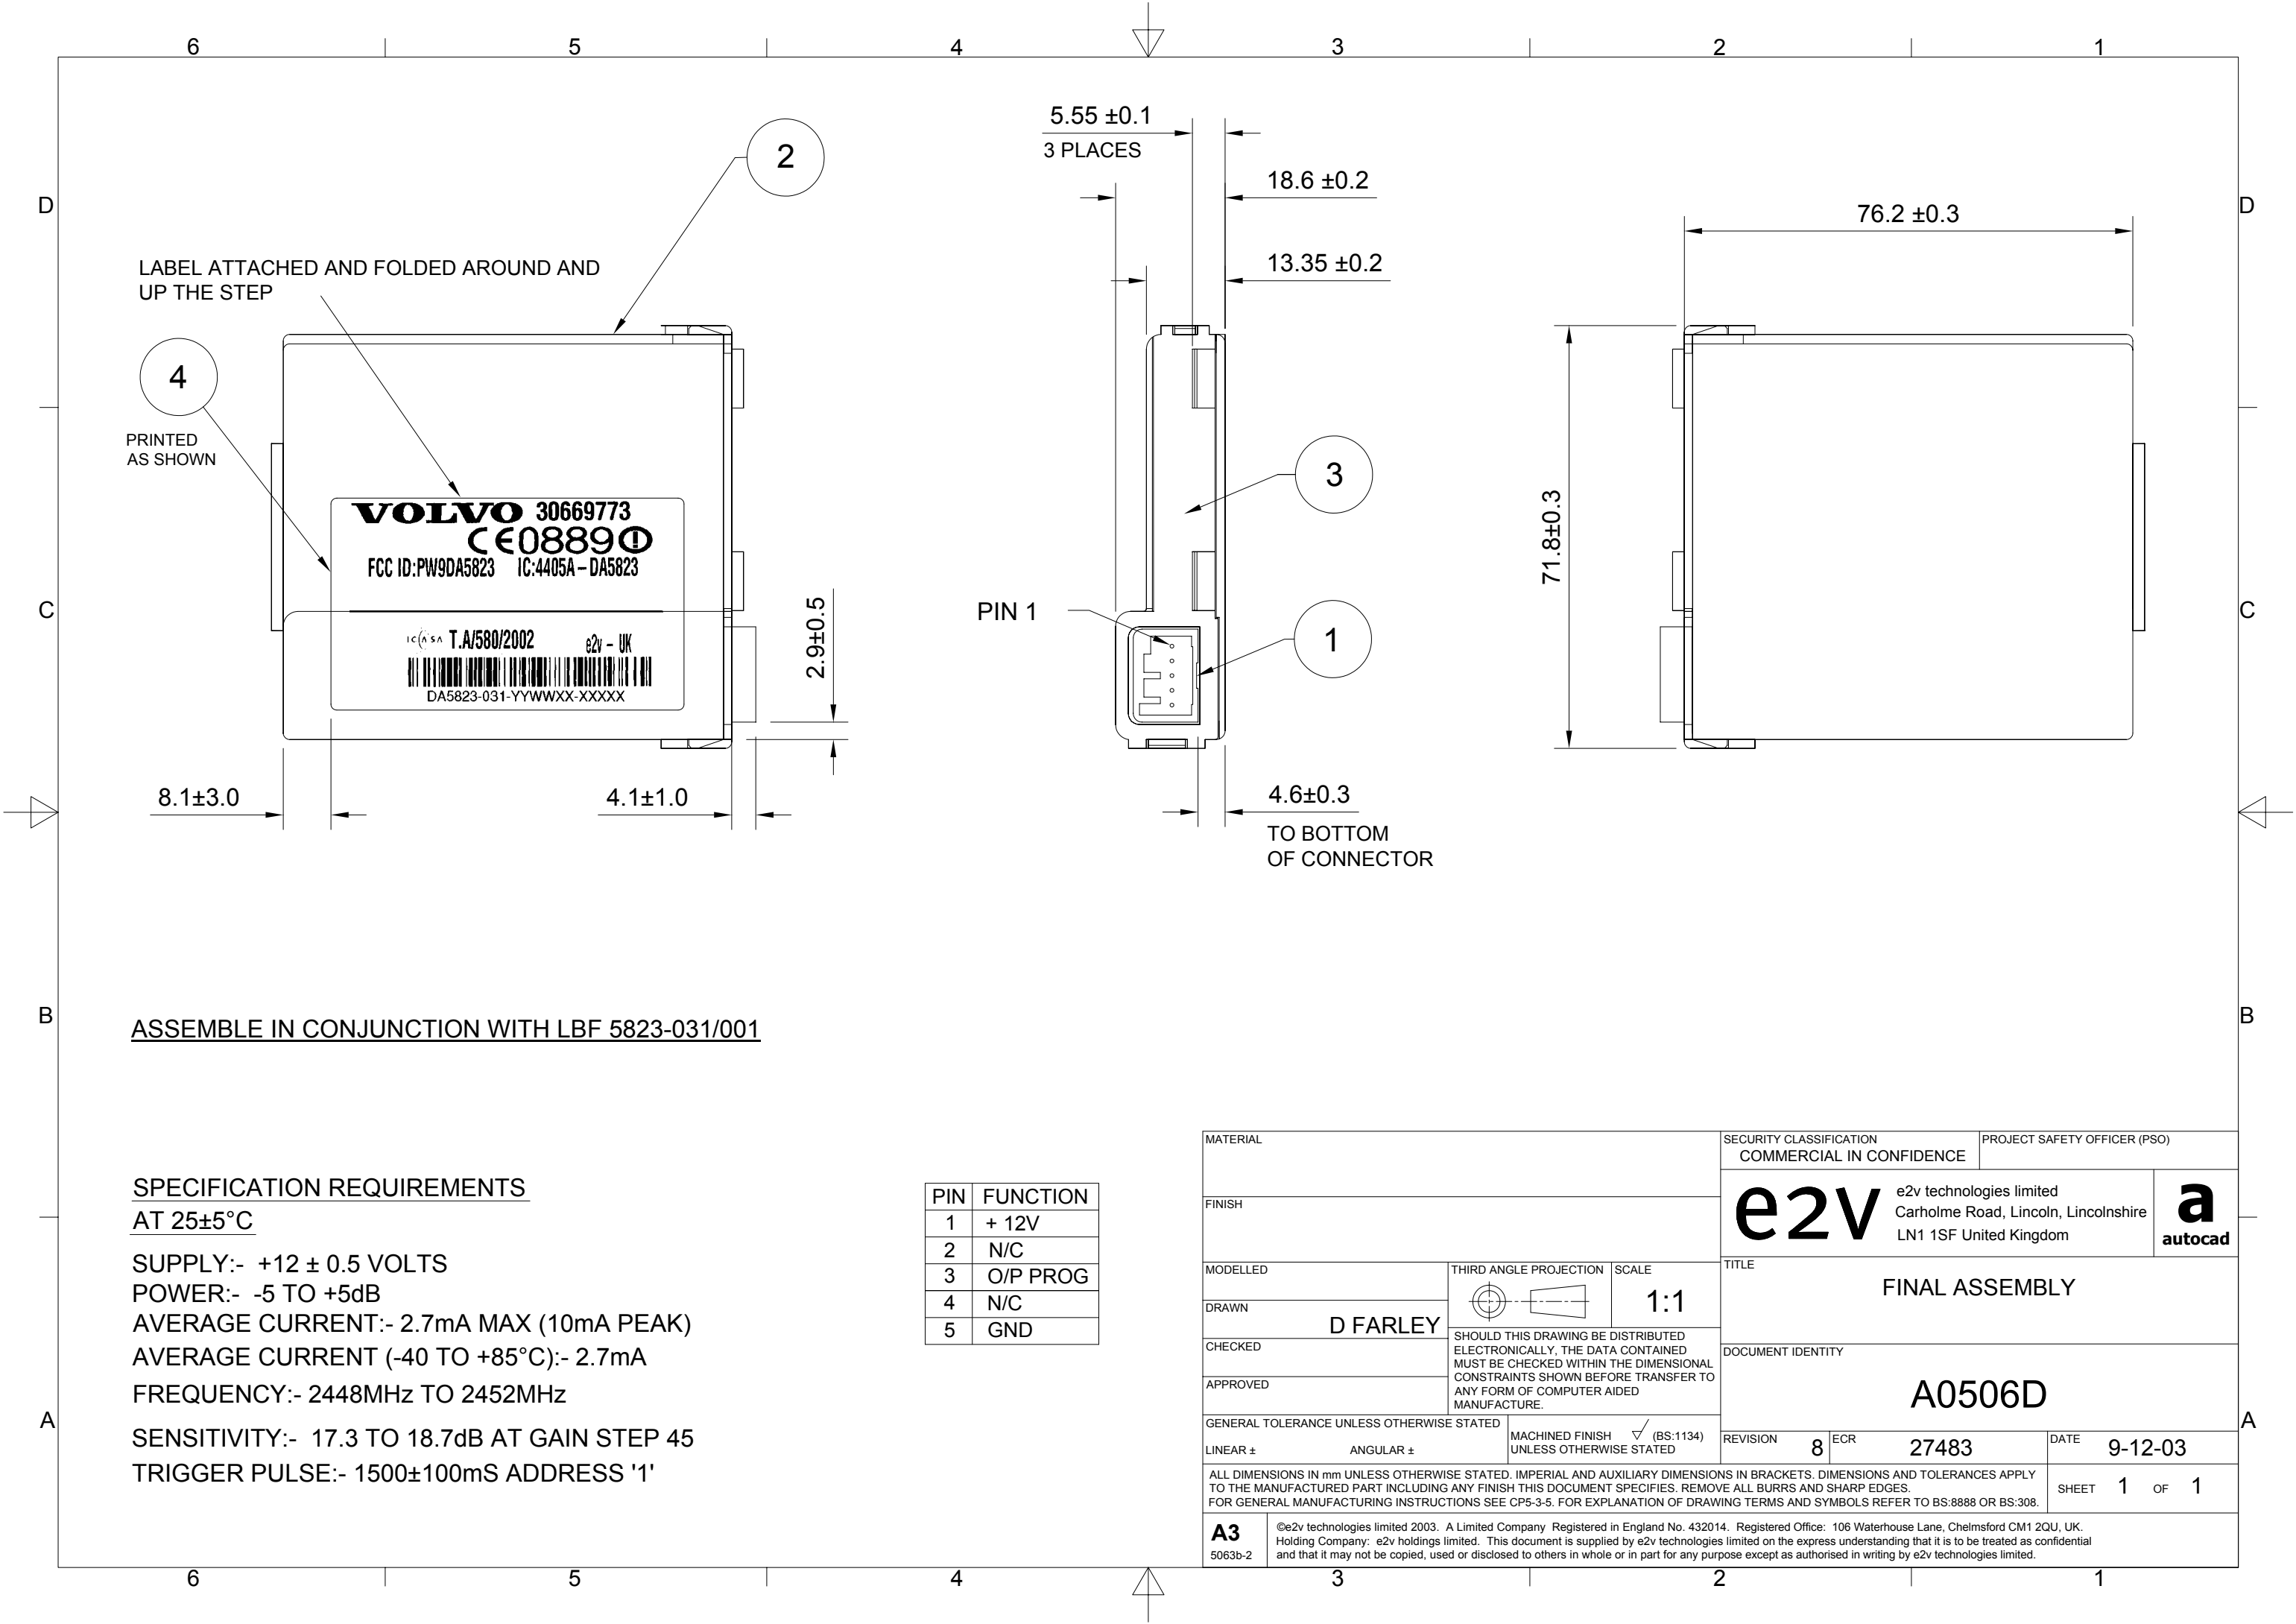 6 5 4 3 2 1
D
D
C
C
B
B
A
A
2
LABEL ATTACHED AND FOLDED AROUND AND
UP THE STEP
4
PRINTED
AS SHOWN
VOLVO 30669773
CE0889
FCC ID:PW9DA5823 IC:4405A – DA5823
ICASA T.A/580/2002 e2v – UK
DA5823-031-YYWWXX-XXXXX
2.9±0.5
8.1±3.0
4.1±1.0
5.55 ±0.1
3 PLACES
18.6 ±0.2
13.35 ±0.2
3
PIN 1
1
4.6±0.3
TO BOTTOM
OF CONNECTOR
76.2 ±0.3
71.8±0.3
ASSEMBLE IN CONJUNCTION WITH LBF 5823-031/001
SPECIFICATION REQUIREMENTS
AT 25±5°C
SUPPLY:- +12 ± 0.5 VOLTS
POWER:- -5 TO +5dB
AVERAGE CURRENT:- 2.7mA MAX (10mA PEAK)
AVERAGE CURRENT (-40 TO +85°C):- 2.7mA
FREQUENCY:- 2448MHz TO 2452MHz
SENSITIVITY:- 17.3 TO 18.7dB AT GAIN STEP 45
TRIGGER PULSE:- 1500±100mS ADDRESS '1'
PIN FUNCTION
1 + 12V
2 N/C
3 O/P PROG
4 N/C
5 GND
MATERIAL
FINISH
MODELLED
DRAWN
D FARLEY
CHECKED
APPROVED
THIRD ANGLE PROJECTION
SCALE
1:1
SHOULD THIS DRAWING BE DISTRIBUTED
ELECTRONICALLY, THE DATA CONTAINED
MUST BE CHECKED WITHIN THE DIMENSIONAL
CONSTRAINTS SHOWN BEFORE TRANSFER TO
ANY FORM OF COMPUTER AIDED
MANUFACTURE.
GENERAL TOLERANCE UNLESS OTHERWISE STATED
LINEAR ± ANGULAR ±
MACHINED FINISH (BS:1134)
UNLESS OTHERWISE STATED
SECURITY CLASSIFICATION
COMMERCIAL IN CONFIDENCE
PROJECT SAFETY OFFICER (PSO)
e2v
e2v technologies limited
Carholme Road, Lincoln, Lincolnshire
LN1 1SF United Kingdom
a
autocad
TITLE
FINAL ASSEMBLY
DOCUMENT IDENTITY
A0506D
REVISION 8 ECR 27483 DATE 9-12-03
ALL DIMENSIONS IN mm UNLESS OTHERWISE STATED. IMPERIAL AND AUXILIARY DIMENSIONS IN BRACKETS. DIMENSIONS AND TOLERANCES APPLY
TO THE MANUFACTURED PART INCLUDING ANY FINISH THIS DOCUMENT SPECIFIES. REMOVE ALL BURRS AND SHARP EDGES.
FOR GENERAL MANUFACTURING INSTRUCTIONS SEE CP5-3-5. FOR EXPLANATION OF DRAWING TERMS AND SYMBOLS REFER TO BS:8888 OR BS:308.
SHEET 1 OF 1
A3
5063b-2
©e2v technologies limited 2003. A Limited Company Registered in England No. 432014. Registered Office: 106 Waterhouse Lane, Chelmsford CM1 2QU, UK.
Holding Company: e2v holdings limited. This document is supplied by e2v technologies limited on the express understanding that it is to be treated as confidential
and that it may not be copied, used or disclosed to others in whole or in part for any purpose except as authorised in writing by e2v technologies limited.
6 5 4 3 2 1